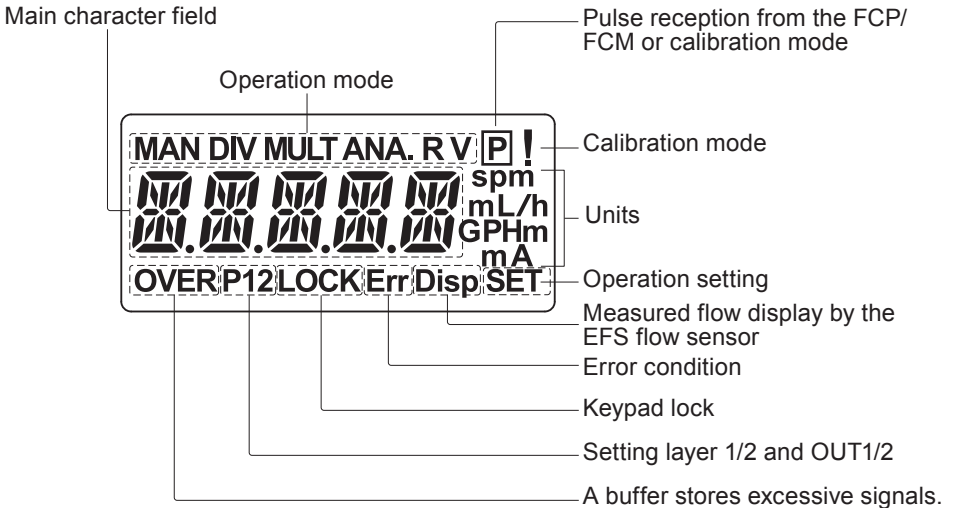 Main character field
Pulse reception from the FCP/
FCM or calibration mode
Operation mode
MAN DIV MULT ANA. R V P !
Calibration mode
spm
mL/h
Units
GPHm
mA
OVER P12 LOCK Err Disp SET
Operation setting
Measured flow display by the
EFS flow sensor
Error condition
Keypad lock
Setting layer 1/2 and OUT1/2
A buffer stores excessive signals.